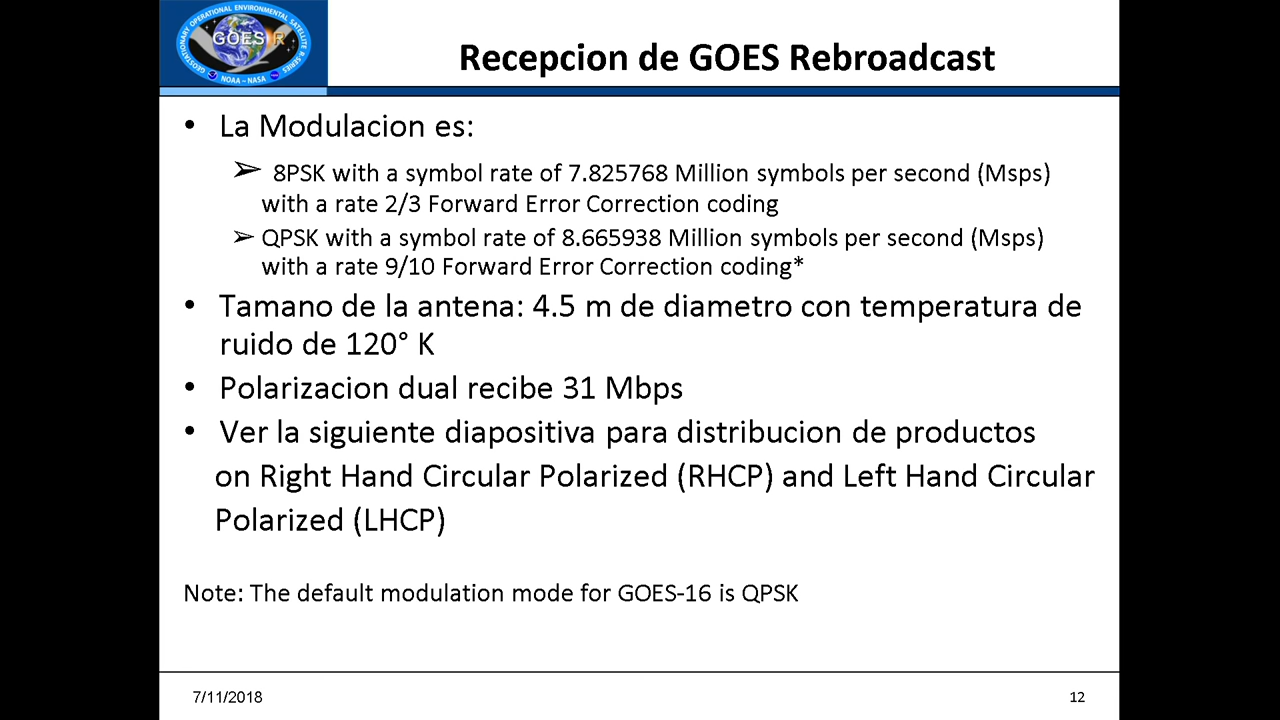 GEOSTATIONARY OPERATIONAL ENVIRONMENTAL SATELLITE R-SERIES
GOES R
NOAA – NASA
Recepcion de GOES Rebroadcast
• La Modulacion es:
➢ 8PSK with a symbol rate of 7.825768 Million symbols per second (Msps)
with a rate 2/3 Forward Error Correction coding
➢ QPSK with a symbol rate of 8.665938 Million symbols per second (Msps)
with a rate 9/10 Forward Error Correction coding*
• Tamano de la antena: 4.5 m de diametro con temperatura de
ruido de 120° K
• Polarizacion dual recibe 31 Mbps
• Ver la siguiente diapositiva para distribucion de productos
on Right Hand Circular Polarized (RHCP) and Left Hand Circular
Polarized (LHCP)
Note: The default modulation mode for GOES-16 is QPSK
7/11/2018
12